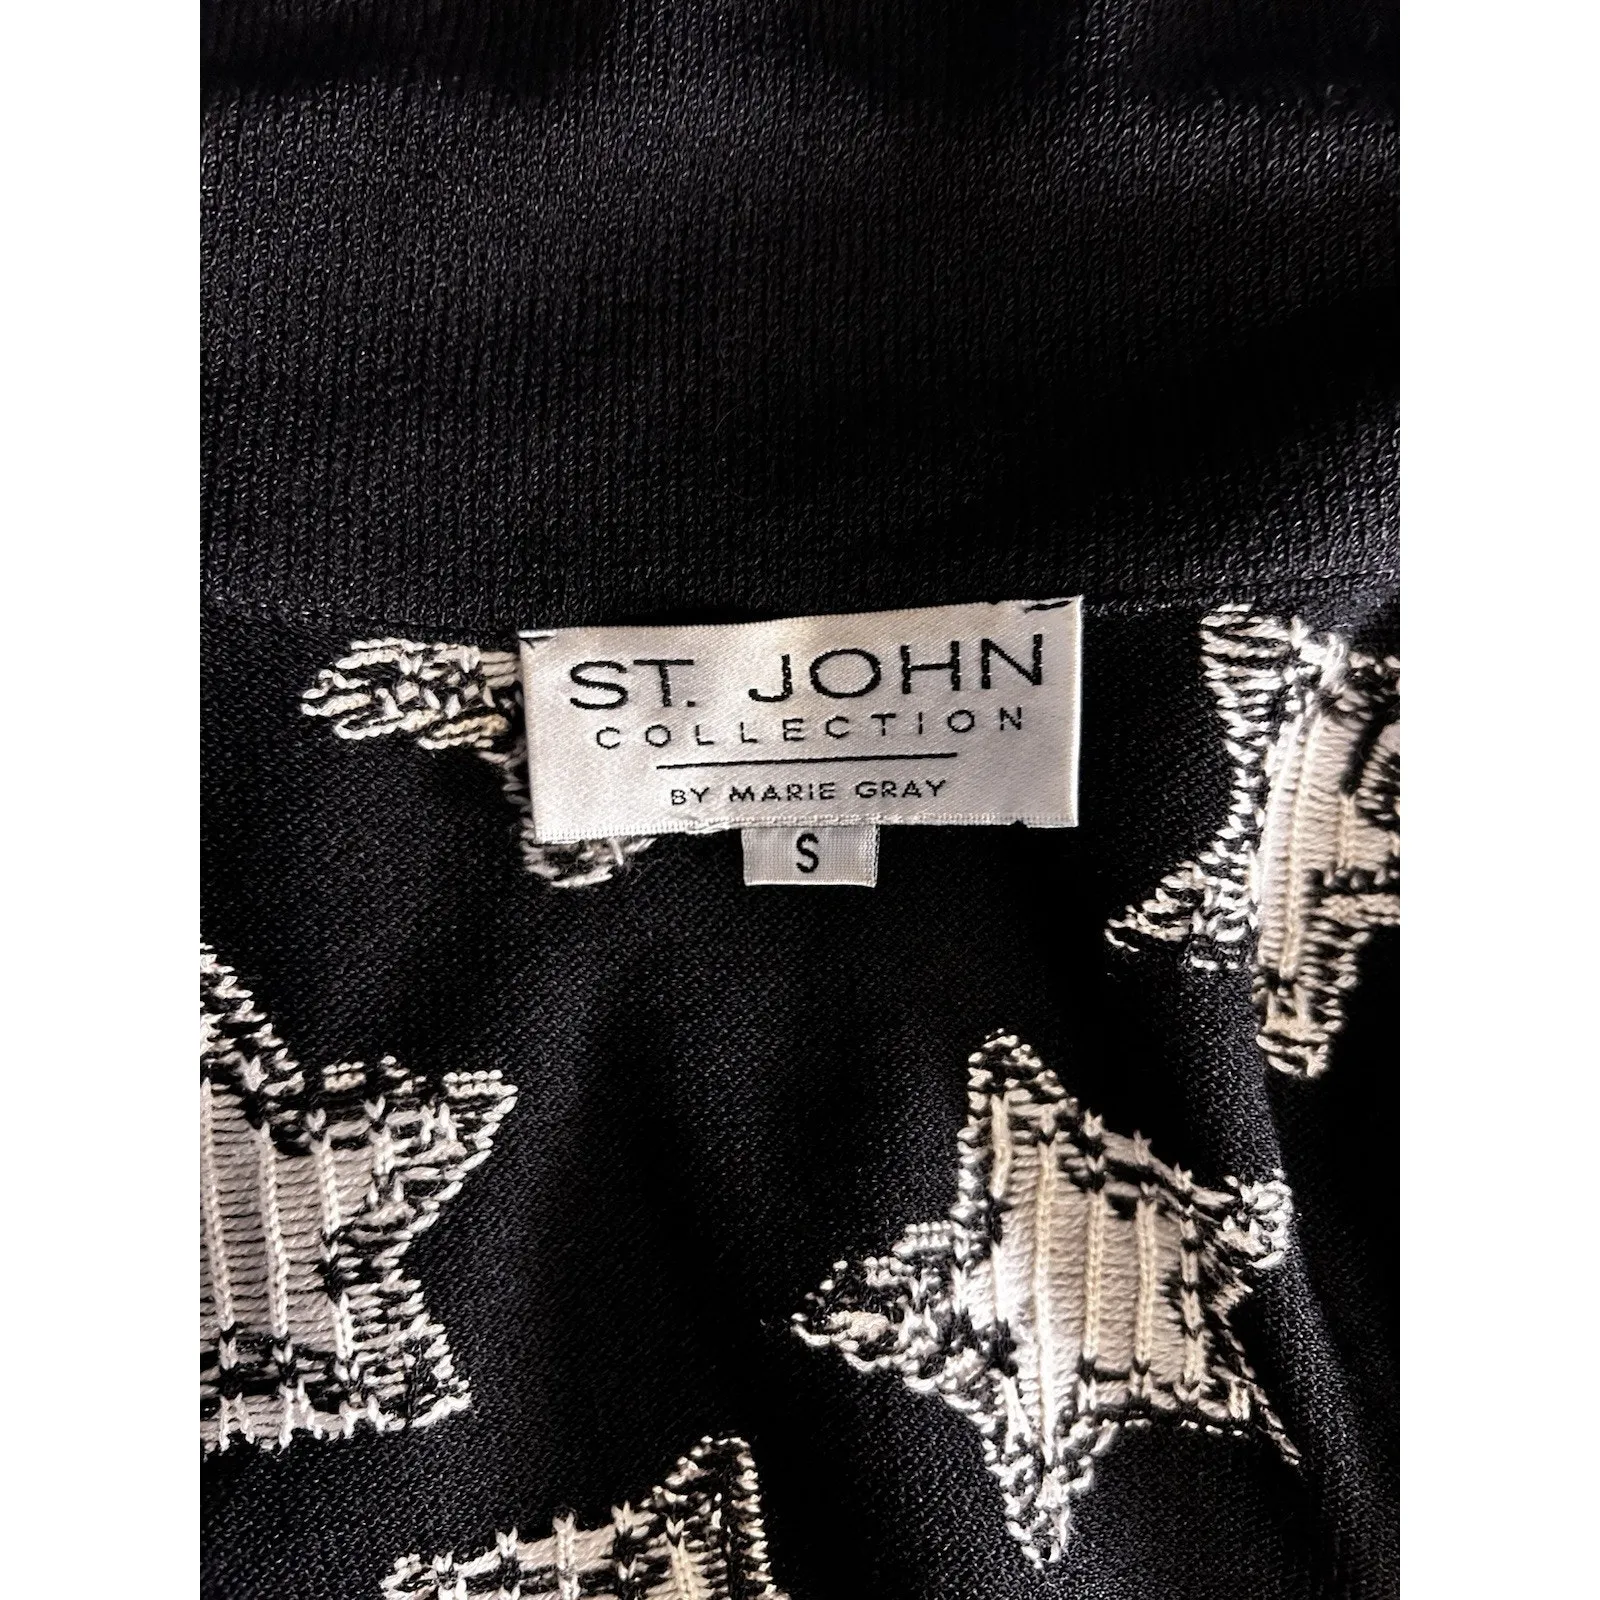 ST. JOHN
COLLECTION
BY MARIE GRAY
S